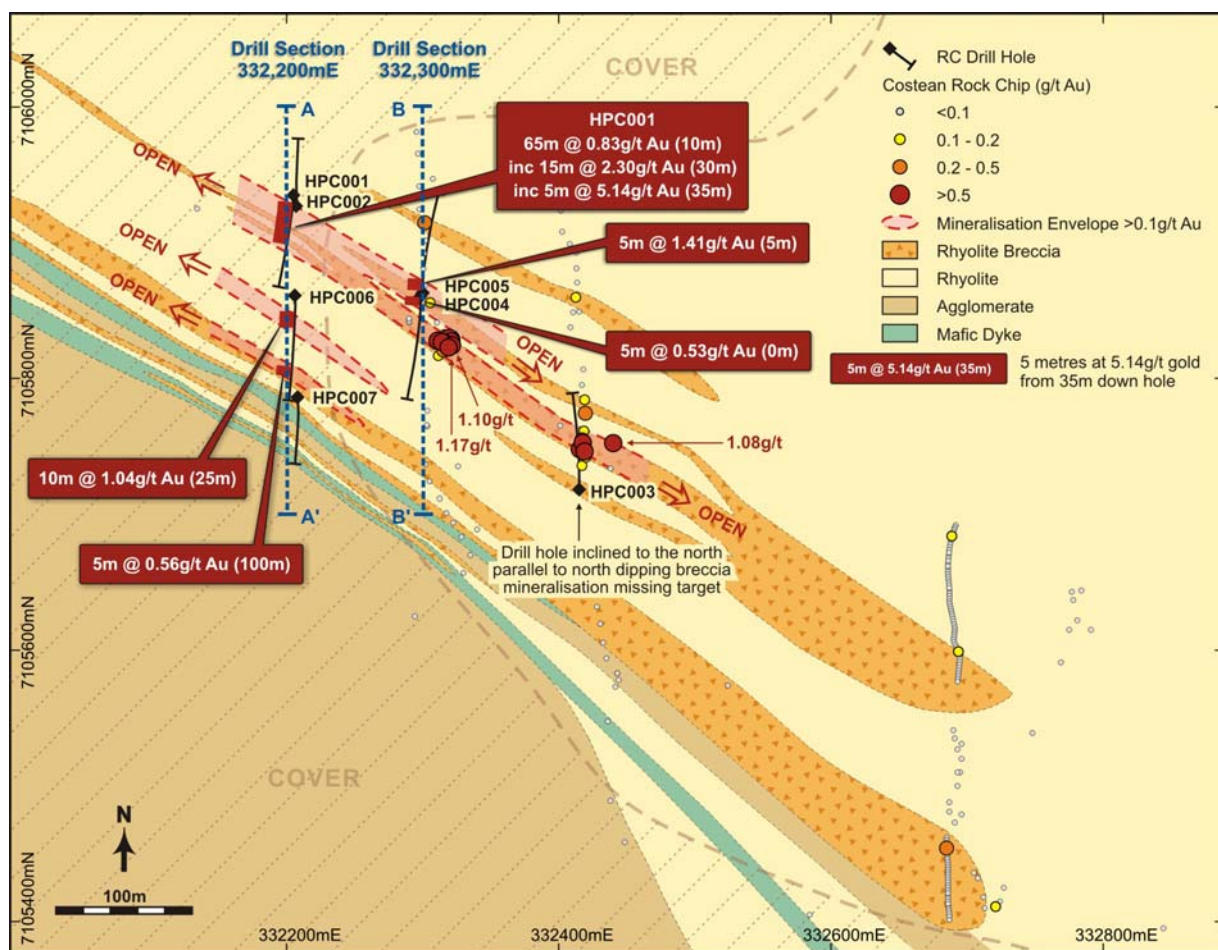 Drill Section
332,200mE
Drill Section
332,300mE
COVER
A
B
HPC001
65m @ 0.83g/t Au (10m)
inc 15m @ 2.30g/t Au (30m)
inc 5m @ 5.14g/t Au (35m)
RC Drill Hole
Costean Rock Chip (g/t Au)
<0.1
0.1 - 0.2
0.2 - 0.5
>0.5
Mineralisation Envelope >0.1g/t Au
Rhyolite Breccia
Rhyolite
Agglomerate
Mafic Dyke
5m @ 5.14g/t Au (35m)
5 metres at 5.14g/t gold
from 35m down hole
7106000mN
7105800mN
7105600mN
7105400mN
OPEN
HPC001
HPC002
OPEN
OPEN
HPC006
HPC005
HPC004
5m @ 1.41g/t Au (5m)
5m @ 0.53g/t Au (0m)
OPEN
HPC007
1.10g/t
1.17g/t
1.08g/t
10m @ 1.04g/t Au (25m)
HPC003
OPEN
A'
B'
5m @ 0.56g/t Au (100m)
Drill hole inclined to the north
parallel to north dipping breccia
mineralisation missing target
COVER
N
100m
332200mE
332400mE
332600mE
332800mE